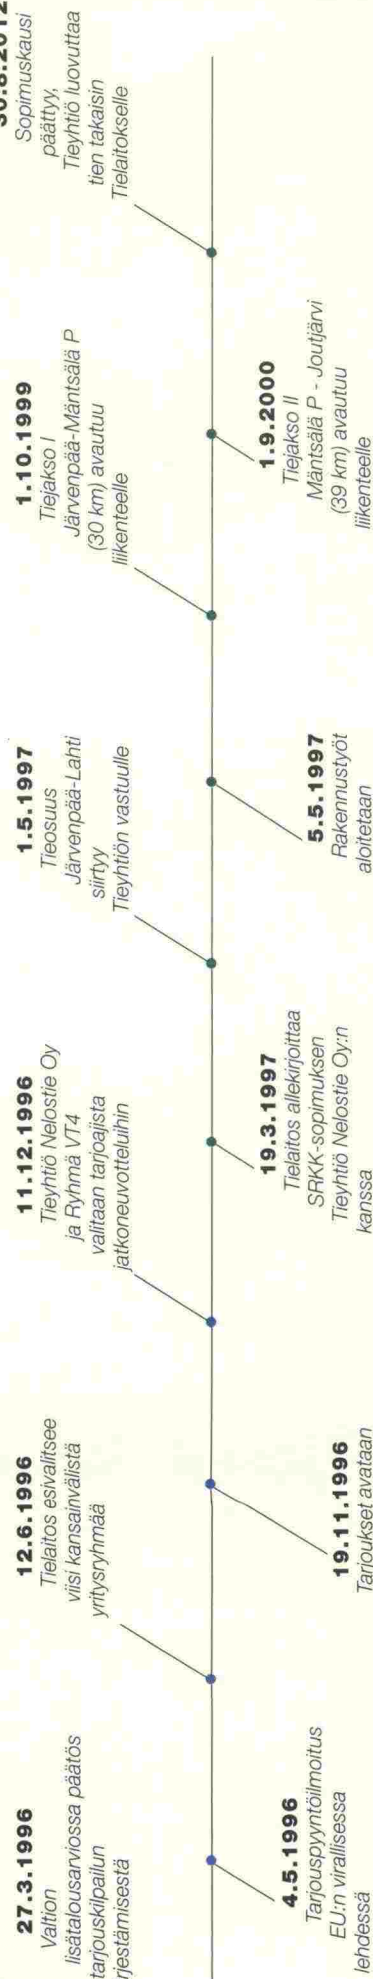 27.3.1996
Valtion
lisätalousarviossa päätös
tarjouskilpailun
rjestämisestä
4.5.1996
Tarjouspyyntöilmoitus
EU:n virallisessa
lehdessä
12.6.1996
Tielaitos esivalitsee
viisi kansainvälistä
yritysryhmää
19.11.1996
Tarjoukset avataan
11.12.1996
Tieyhtiö Nelostie Oy
ja Ryhmä VT4
valitaan tarjoajista
jatkoneuvotteluihin
19.3.1997
Tielaitos allekirjoittaa
SRKK-sopimuksen
Tieyhtiö Nelostie Oy:n
kanssa
1.5.1997
Tieosuus
Järvenpää-Lahti
siirtyy
Tieyhtiön vastuulle
5.5.1997
Rakennustyöt
aloitetaan
1.10.1999
Tiejakso I
Järvenpää-Mäntsälä P
(30 km) avautuu
liikenteelle
1.9.2000
Tiejakso II
Mäntsälä P - Joutjärvi
(39 km) avautuu
liikenteelle
30.8.2012
Sopimuskausi
päättyy,
Tieyhtiö luovuttaa
tien takaisin
Tielaitokselle